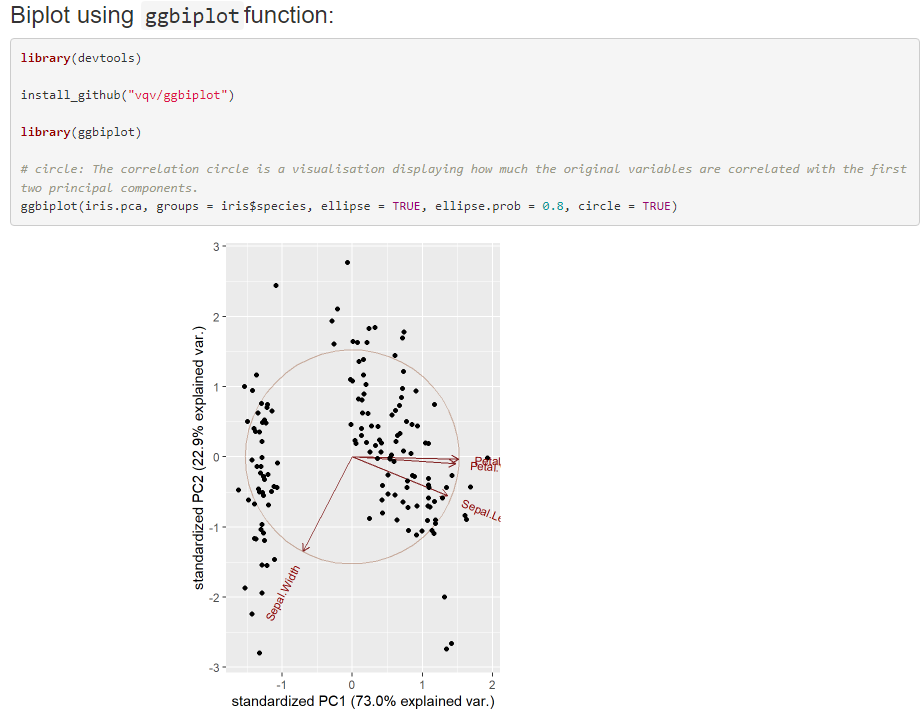 Biplot using ggbiplot function:
library(devtools)
install_github("vqv/ggbiplot")
library(ggbiplot)
# circle: The correlation circle is a visualisation displaying how much the original variables are correlated with the first
two principal components.
ggbiplot(iris.pca, groups = iris$species, ellipse = TRUE, ellipse.prob = 0.8, circle = TRUE)
3
2
1
0
-1
-2
-3
standardized PC2 (22.9% explained var.)
Petal
Petal.
Sepal.Le
Sepal.Width
-1
0
1
2
standardized PC1 (73.0% explained var.)